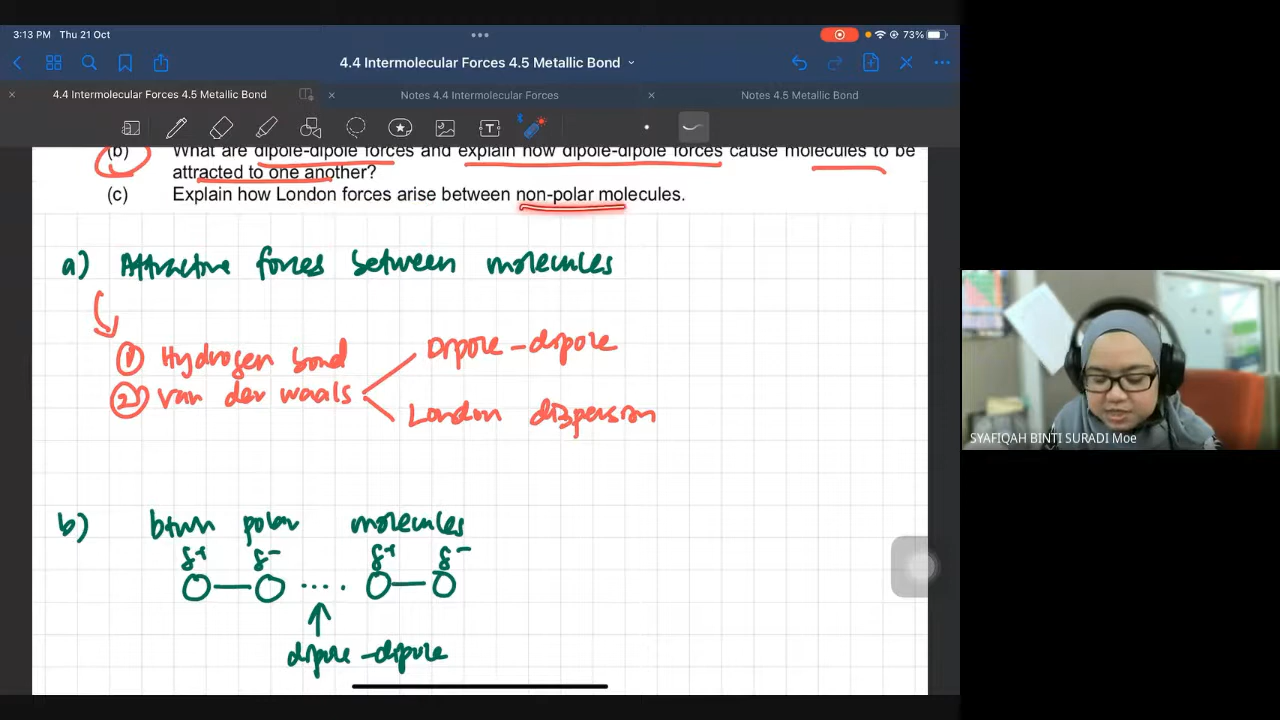 3:13 PM Thu 21 Oct
73%
4.4 Intermolecular Forces 4.5 Metallic Bond
4.4 Intermolecular Forces 4.5 Metallic Bond
Notes 4.4 Intermolecular Forces
Notes 4.5 Metallic Bond
(b) What are dipole-dipole forces and explain how dipole-dipole forces cause molecules to be
attracted to one another?
(c) Explain how London forces arise between non-polar molecules.
a) Attractive forces between molecules
① Hydrogen bond
Dipole-dipole
② van der waals
London dispersion
b) btwn polar molecules
δ+ δ- δ+ δ-
dipole-dipole
SYAFIQAH BINTI SURADI Moe